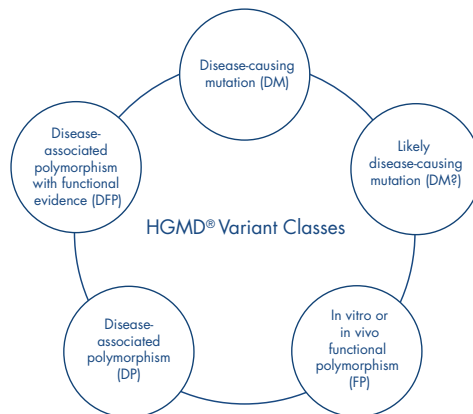 Disease-causing
mutation (DM)
Likely
disease-causing
mutation (DM?)
In vitro or
in vivo
functional
polymorphism
(FP)
Disease-
associated
polymorphism
(DP)
Disease-
associated
polymorphism
with functional
evidence (DFP)
HGMD® Variant Classes